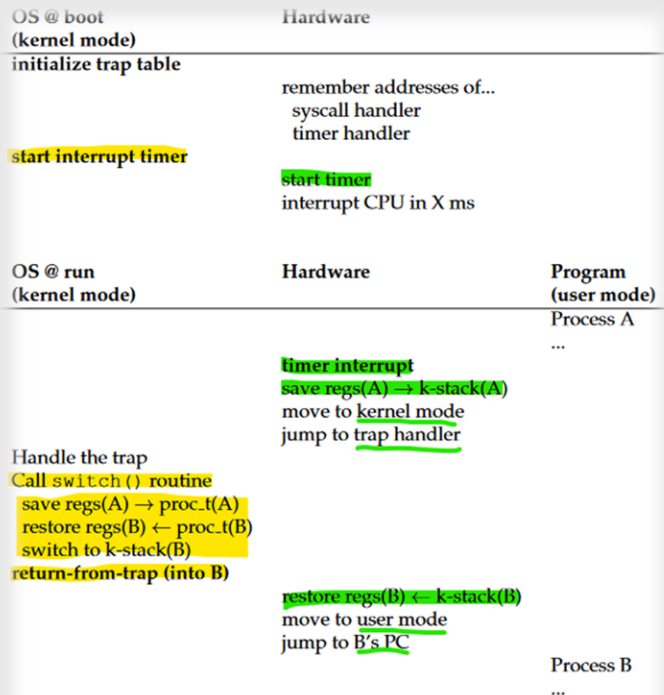 OS @ boot Hardware
(kernel mode)
initialize trap table
remember addresses of...
syscall handler
timer handler
start interrupt timer
start timer
interrupt CPU in X ms
OS @ run Hardware Program
(kernel mode) (user mode)
Process A
...
timer interrupt
save regs(A) → k-stack(A)
move to kernel mode
jump to trap handler
Handle the trap
Call switch() routine
save regs(A) → proc_t(A)
restore regs(B) ← proc_t(B)
switch to k-stack(B)
return-from-trap (into B)
restore regs(B) ← k-stack(B)
move to user mode
jump to B's PC
Process B
...